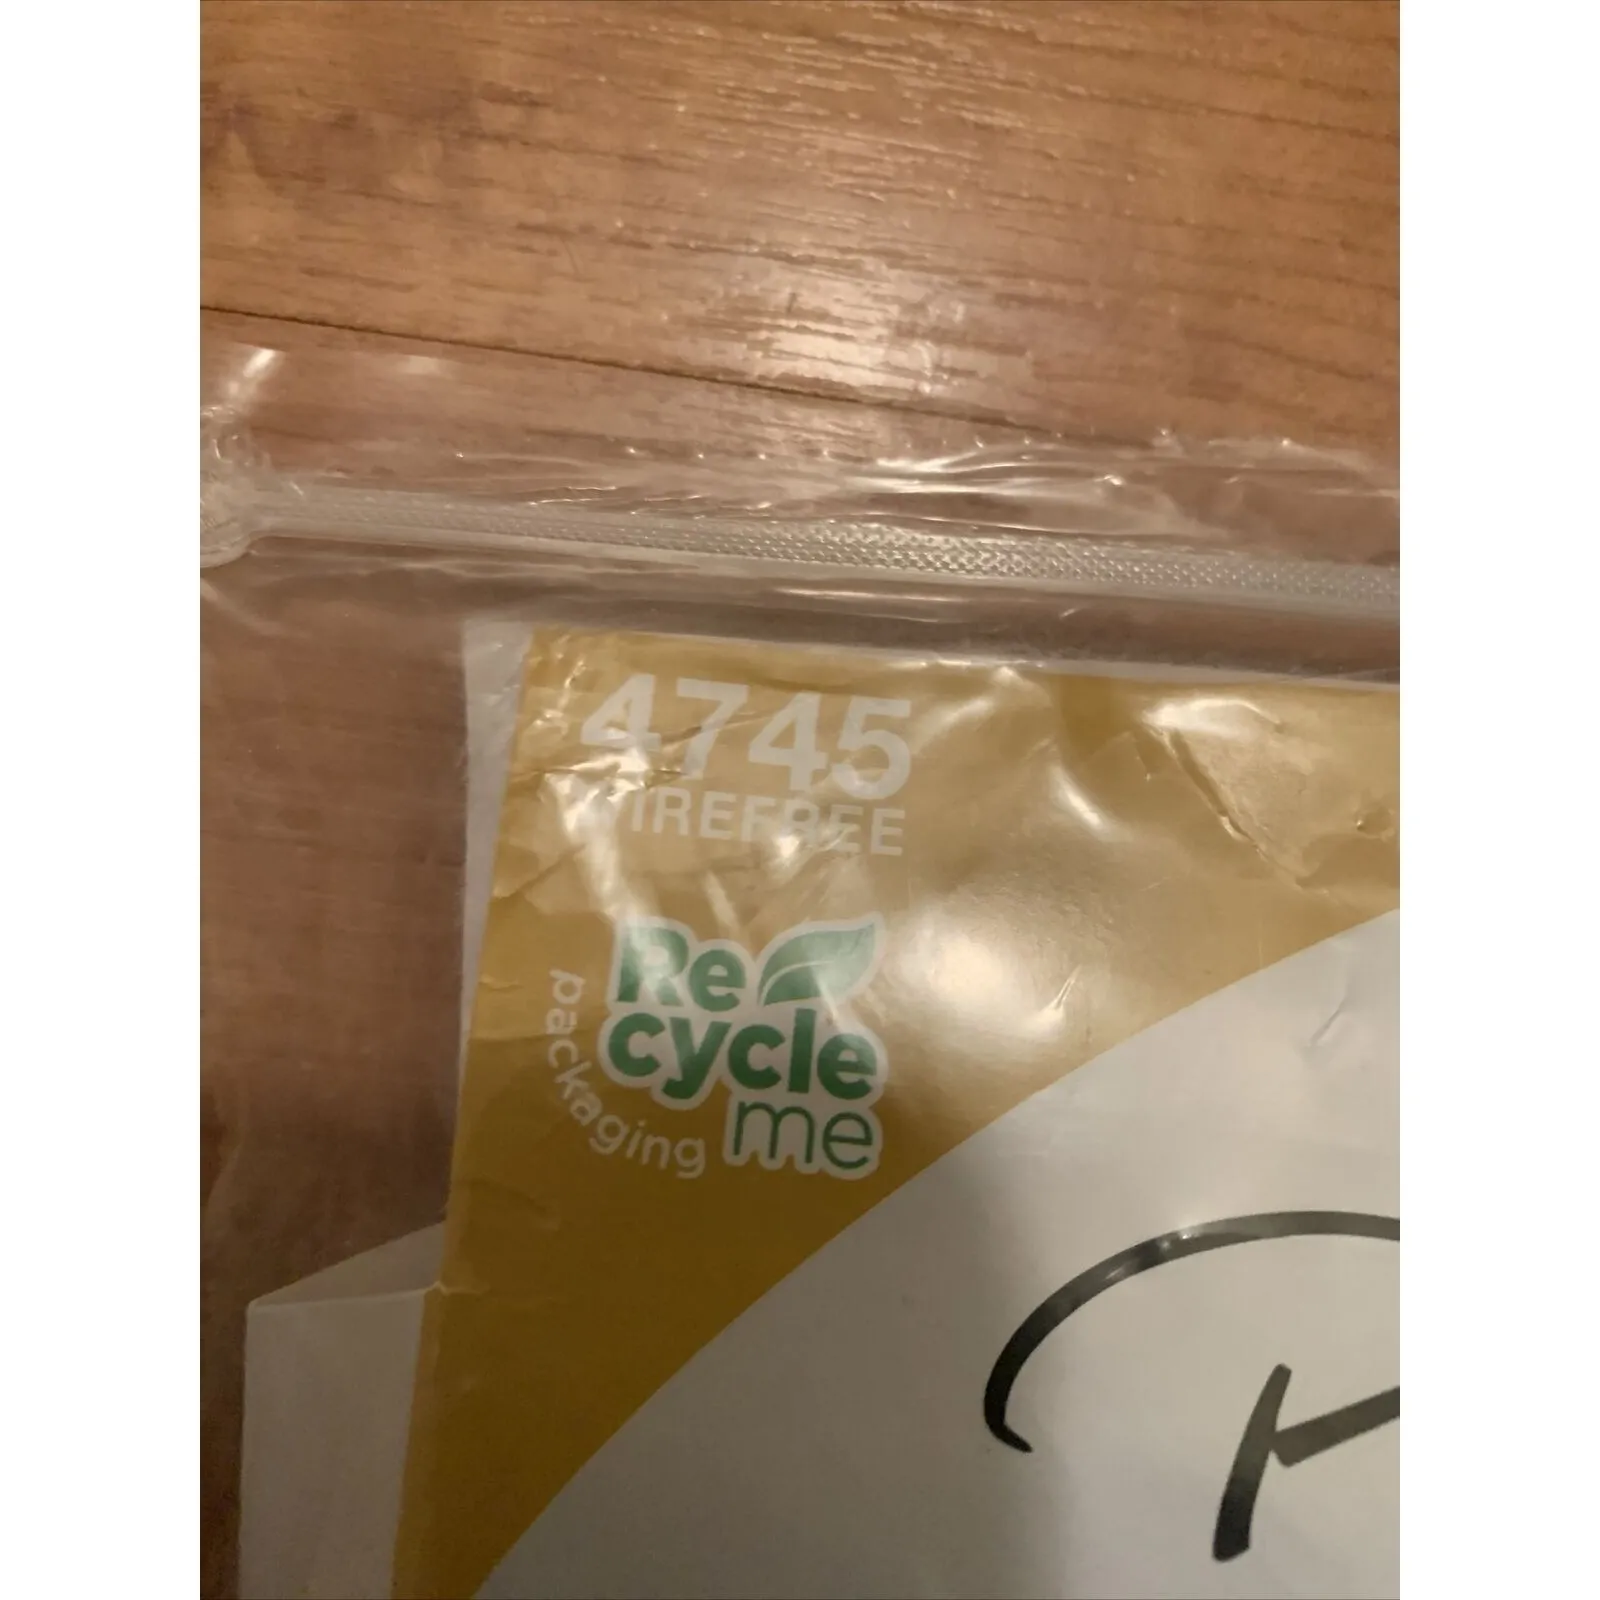 4745
WIREFREE
Re
cycle
me
packaging